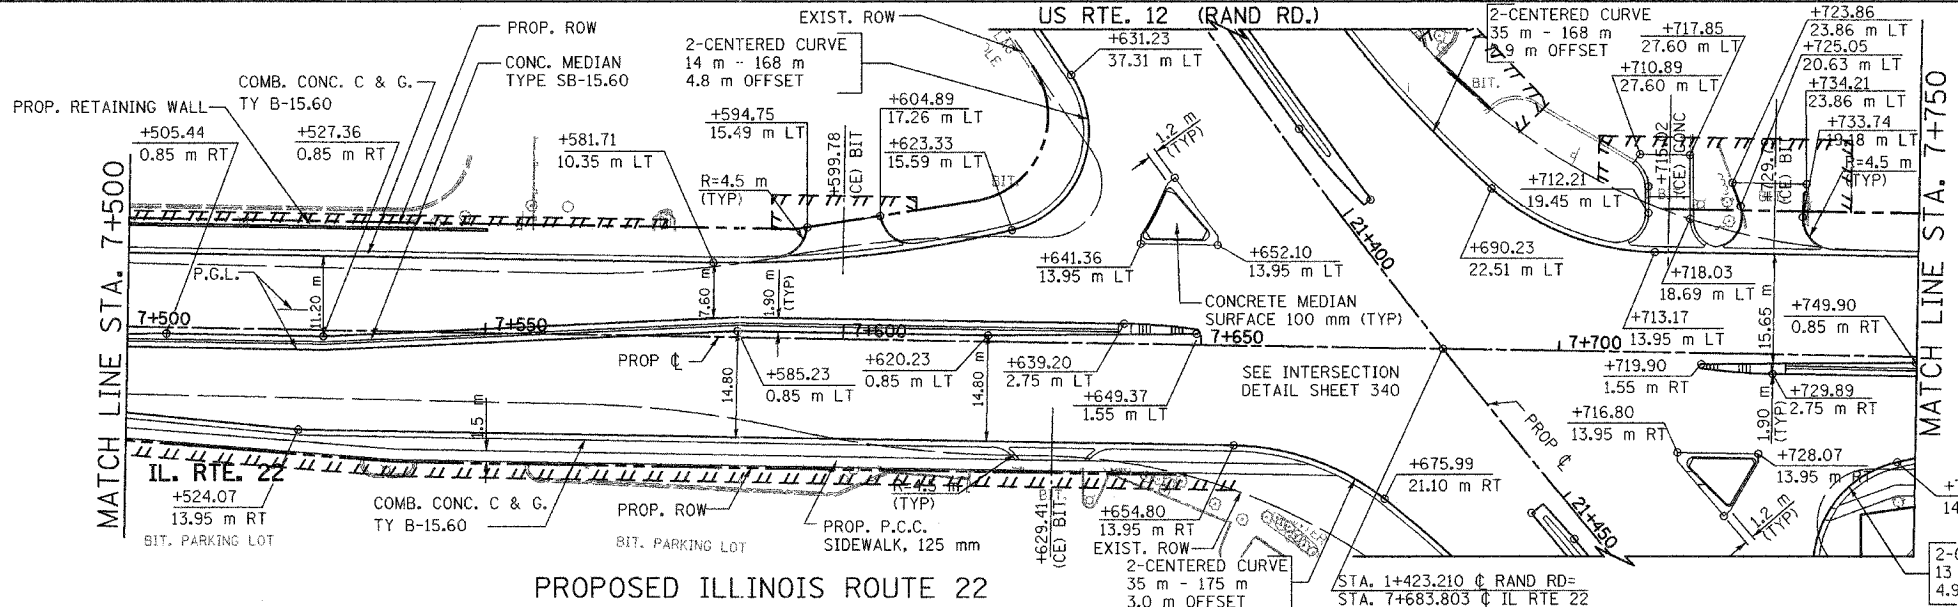 US RTE. 12 (RAND RD.)
EXIST. ROW
PROP. ROW
CONC. MEDIAN
TYPE SB-15.60
COMB. CONC. C & G.
TY B-15.60
PROP. RETAINING WALL
2-CENTERED CURVE
14 m - 168 m
4.8 m OFFSET
+631.23
37.31 m LT
2-CENTERED CURVE
35 m - 168 m
m OFFSET
+717.85
27.60 m LT
+710.89
27.60 m LT
+723.86
23.86 m LT
+725.05
20.63 m LT
+734.21
23.86 m LT
+733.74
m LT
R=4.5 m
(TYP)
+505.44
0.85 m RT
+527.36
0.85 m RT
+581.71
10.35 m LT
+594.75
15.49 m LT
+604.89
17.26 m LT
+623.33
15.59 m LT
R=4.5 m
(TYP)
+599.78
(CE) BIT
BIT.
1.2 m
(TYP)
BIT.
(CE) CONC
(CE) BIT
+712.21
19.45 m LT
MATCH LINE STA. 7+500
MATCH LINE STA. 7+750
+641.36
13.95 m LT
+652.10
13.95 m LT
CONCRETE MEDIAN
SURFACE 100 mm (TYP)
21+400
+690.23
22.51 m LT
+718.03
18.69 m LT
+713.17
13.95 m LT
15.65 m
+749.90
0.85 m RT
P.G.L.
11.20 m
7.60 m
1.90 m
(TYP)
7+500
7+550
7+600
7+650
7+700
PROP ℄
+585.23
0.85 m LT
+620.23
0.85 m LT
+639.20
2.75 m LT
+649.37
1.55 m LT
14.80
14.80 m
SEE INTERSECTION
DETAIL SHEET 340
+719.90
1.55 m RT
+729.89
2.75 m RT
1.90 m
(TYP)
+716.80
13.95 m RT
+728.07
13.95 m RT
PROP ℄
1.5 m
IL. RTE. 22
+524.07
13.95 m RT
BIT. PARKING LOT
COMB. CONC. C & G.
TY B-15.60
PROP. ROW
BIT. PARKING LOT
PROP. P.C.C.
SIDEWALK, 125 mm
R=4.5 m
(TYP)
+629.41
(CE) BIT.
BIT.
+654.80
13.95 m RT
EXIST. ROW
+675.99
21.10 m RT
21+450
1.2
(TYP)
2-CENTERED CURVE
35 m - 175 m
3.0 m OFFSET
STA. 1+423.210 ℄ RAND RD=
STA. 7+683.803 ℄ IL RTE 22
PROPOSED ILLINOIS ROUTE 22